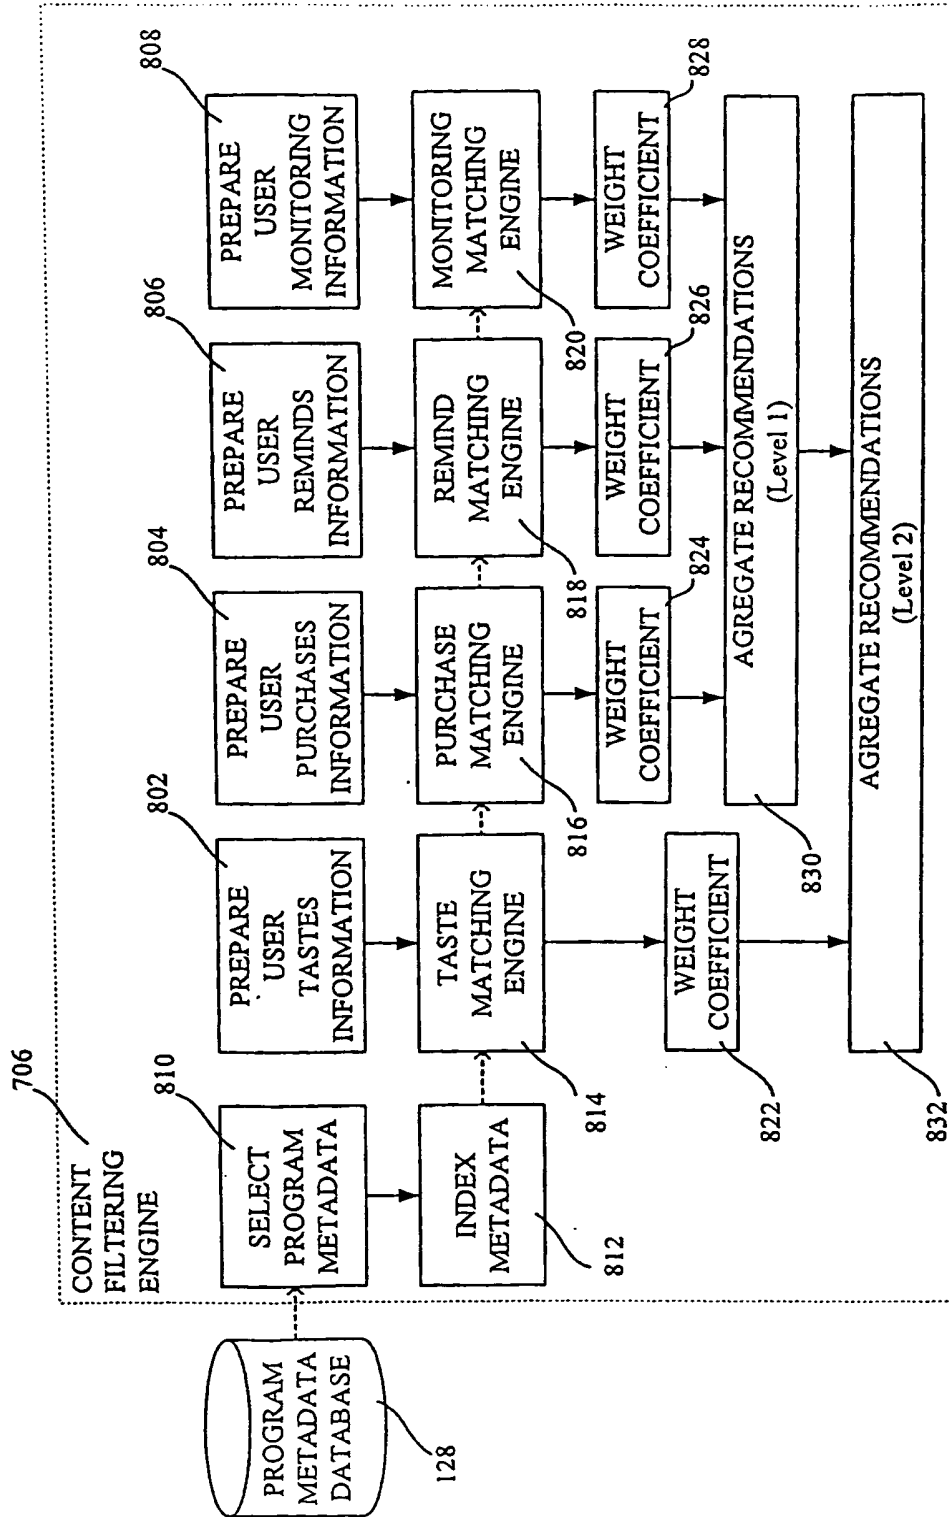 706
CONTENT
FILTERING
ENGINE
PROGRAM
METADATA
DATABASE
128
810
SELECT
PROGRAM
METADATA
802
PREPARE
USER
TASTES
INFORMATION
804
PREPARE
USER
PURCHASES
INFORMATION
806
PREPARE
USER
REMINDS
INFORMATION
808
PREPARE
USER
MONITORING
INFORMATION
INDEX
METADATA
812
TASTE
MATCHING
ENGINE
814
PURCHASE
MATCHING
ENGINE
816
REMIND
MATCHING
ENGINE
818
MONITORING
MATCHING
ENGINE
820
WEIGHT
COEFFICIENT
822
WEIGHT
COEFFICIENT
824
WEIGHT
COEFFICIENT
826
WEIGHT
COEFFICIENT
828
AGREGATE RECOMMENDATIONS
(Level 1)
830
AGREGATE RECOMMENDATIONS
(Level 2)
832